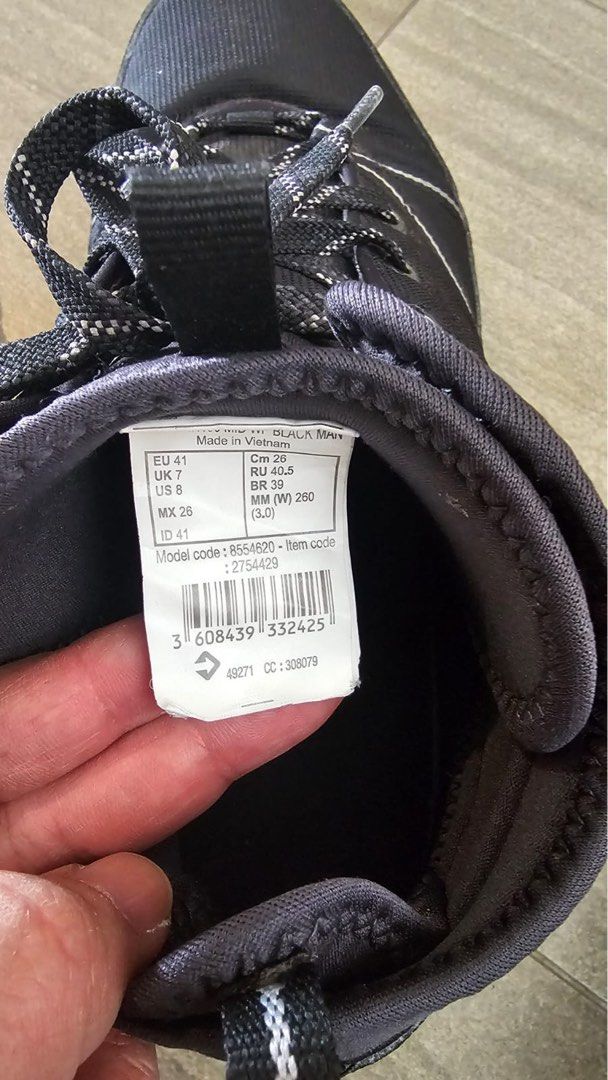 MID WP BLACK MAN
Made in Vietnam
EU 41
UK 7
US 8
MX 26
ID 41
Cm 26
RU 40.5
BR 39
MM (W) 260
(3.0)
Model code : 8554620 - Item code
: 2754429
3 608439 332425
49271 CC : 308079